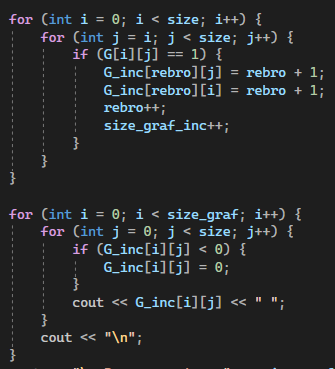 for (int i = 0; i < size; i++) {
for (int j = i; j < size; j++) {
if (G[i][j] == 1) {
G_inc[rebro][j] = rebro + 1;
G_inc[rebro][i] = rebro + 1;
rebro++;
size_graf_inc++;
}
}
}
for (int i = 0; i < size_graf; i++) {
for (int j = 0; j < size; j++) {
if (G_inc[i][j] < 0) {
G_inc[i][j] = 0;
}
cout << G_inc[i][j] << " ";
}
cout << "\n";
}